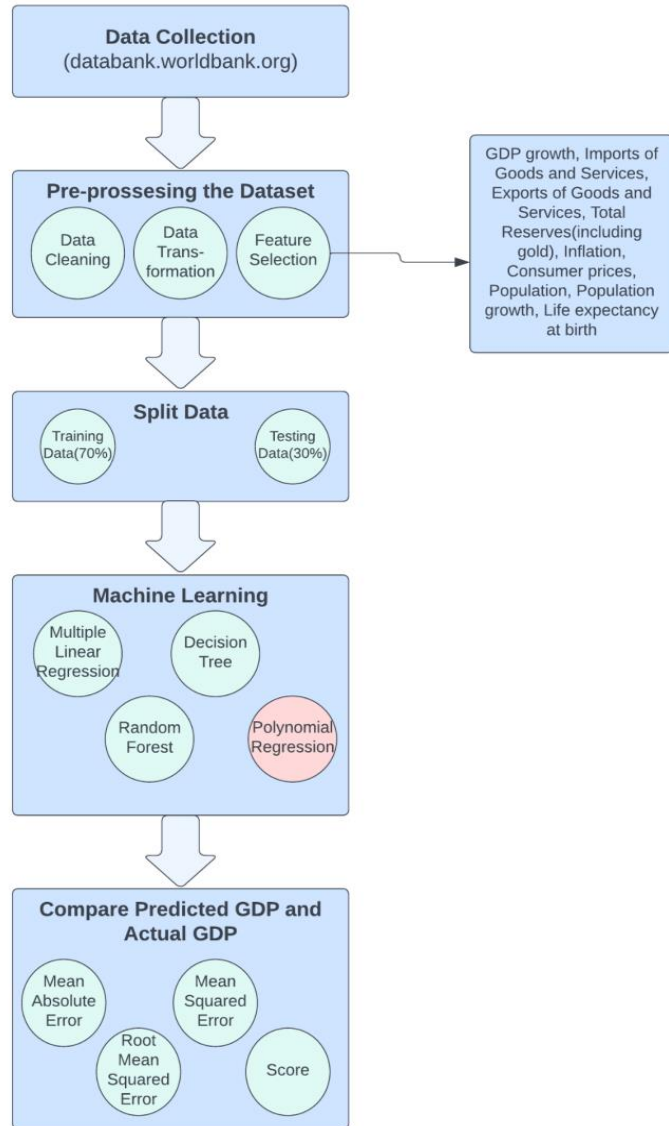 Data Collection
(databank.worldbank.org)
Pre-prossesing the Dataset
Data
Cleaning
Data
Trans-
formation
Feature
Selection
GDP growth, Imports of
Goods and Services,
Exports of Goods and
Services, Total
Reserves(including
gold), Inflation,
Consumer prices,
Population, Population
growth, Life expectancy
at birth
Split Data
Training
Data(70%)
Testing
Data(30%)
Machine Learning
Multiple
Linear
Regression
Decision
Tree
Random
Forest
Polynomial
Regression
Compare Predicted GDP and
Actual GDP
Mean
Absolute
Error
Mean
Squared
Error
Root
Mean
Squared
Error
Score